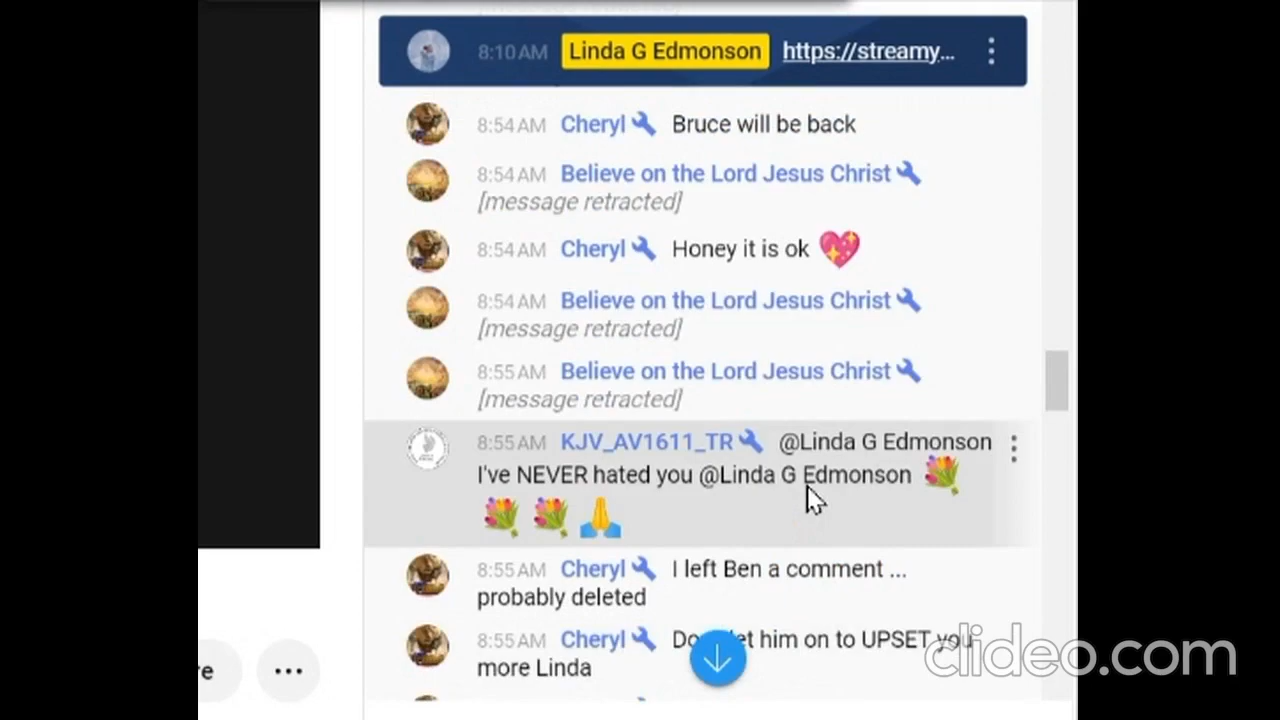 8:10 AM Linda G Edmonson https://streamy...
8:54 AM Cheryl Bruce will be back
8:54 AM Believe on the Lord Jesus Christ
[message retracted]
8:54 AM Cheryl Honey it is ok 💖
8:54 AM Believe on the Lord Jesus Christ
[message retracted]
8:55 AM Believe on the Lord Jesus Christ
[message retracted]
8:55 AM KJV_AV1611_TR @Linda G Edmonson
I've NEVER hated you @Linda G Edmonson 💐
💐 💐 🙏
8:55 AM Cheryl I left Ben a comment ...
probably deleted
8:55 AM Cheryl him on to UPSET you
more Linda
re
clideo.com